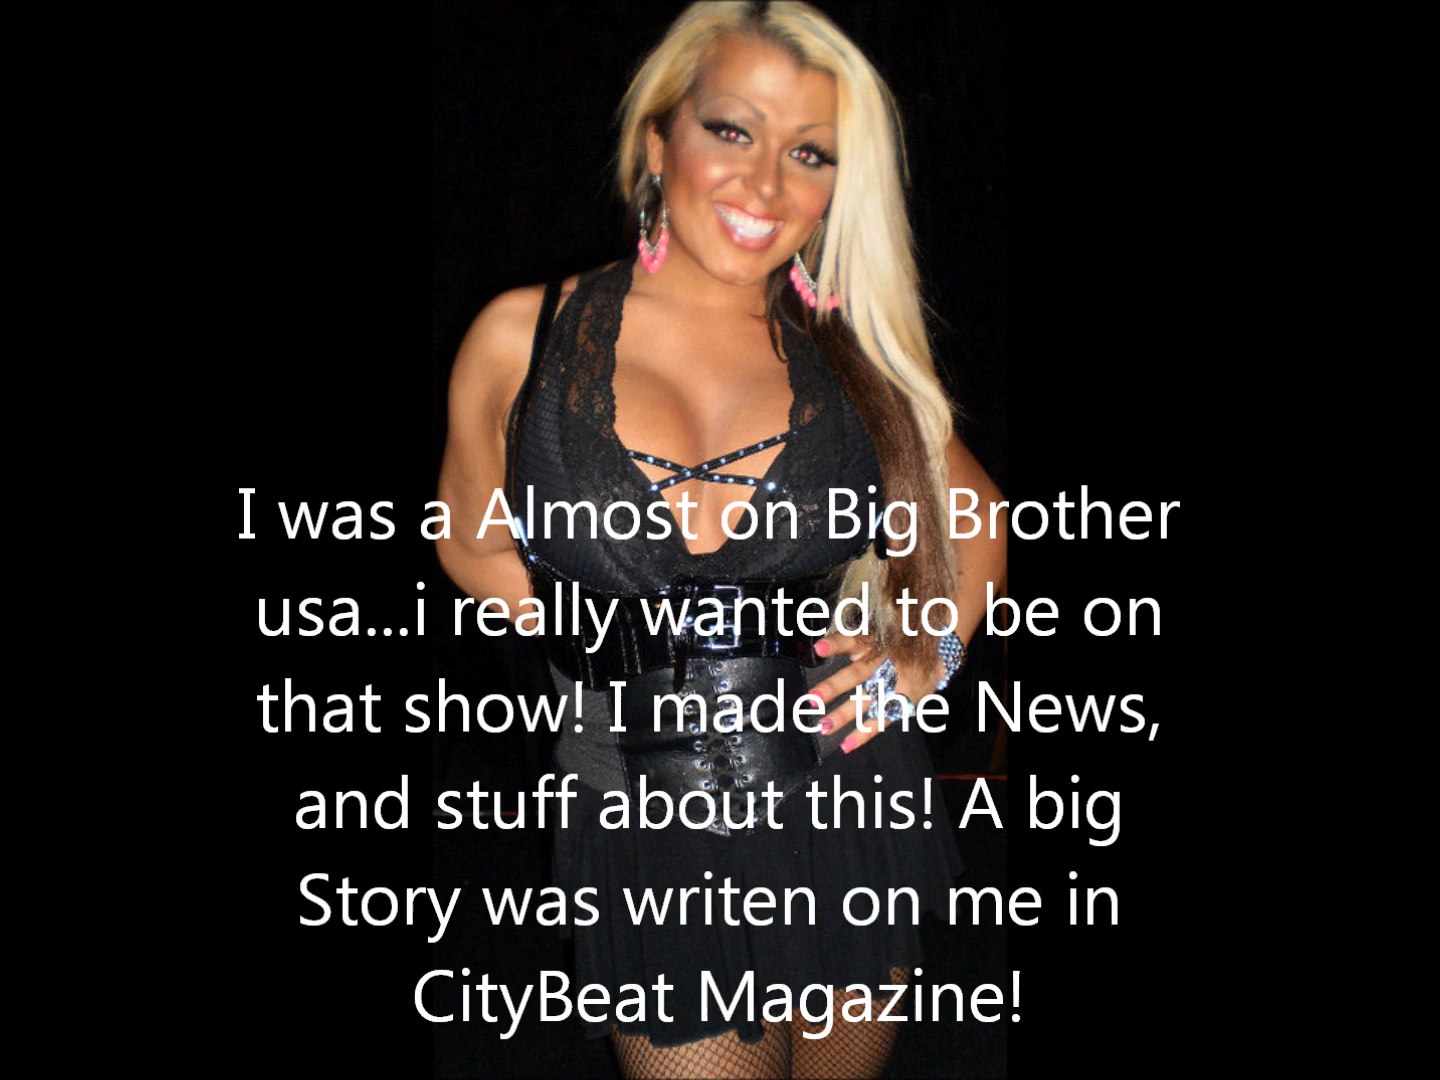 I was a Almost on Big Brother
usa...i really wanted to be on
that show! I made the News,
and stuff about this! A big
Story was writen on me in
CityBeat Magazine!